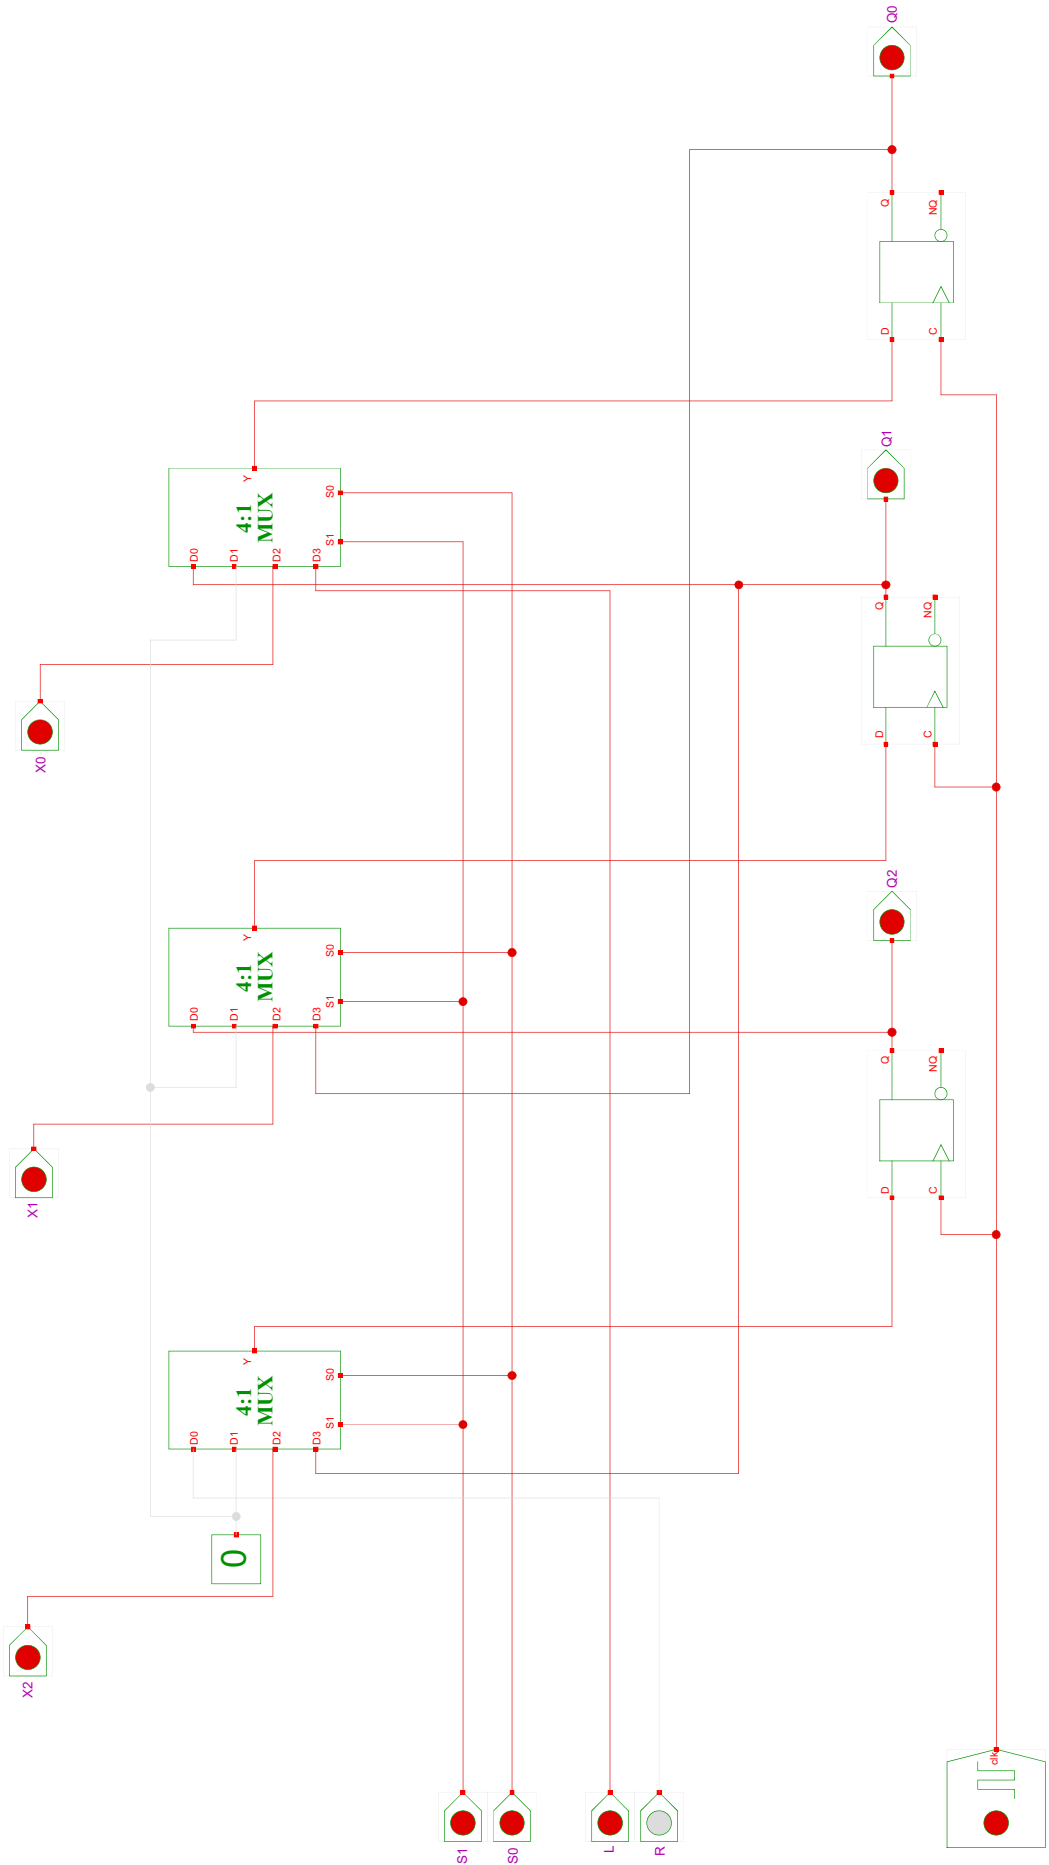 Q0
Q
NQ
D
C
Q1
Y
S0
4:1
MUX
S1
D0
D1
D2
D3
Q
NQ
D
C
X0
Q2
Y
S0
4:1
MUX
S1
D0
D1
D2
D3
Q
NQ
D
C
X1
Y
S0
4:1
MUX
S1
D0
D1
D2
D3
0
X2
clk
S1
S0
L
R